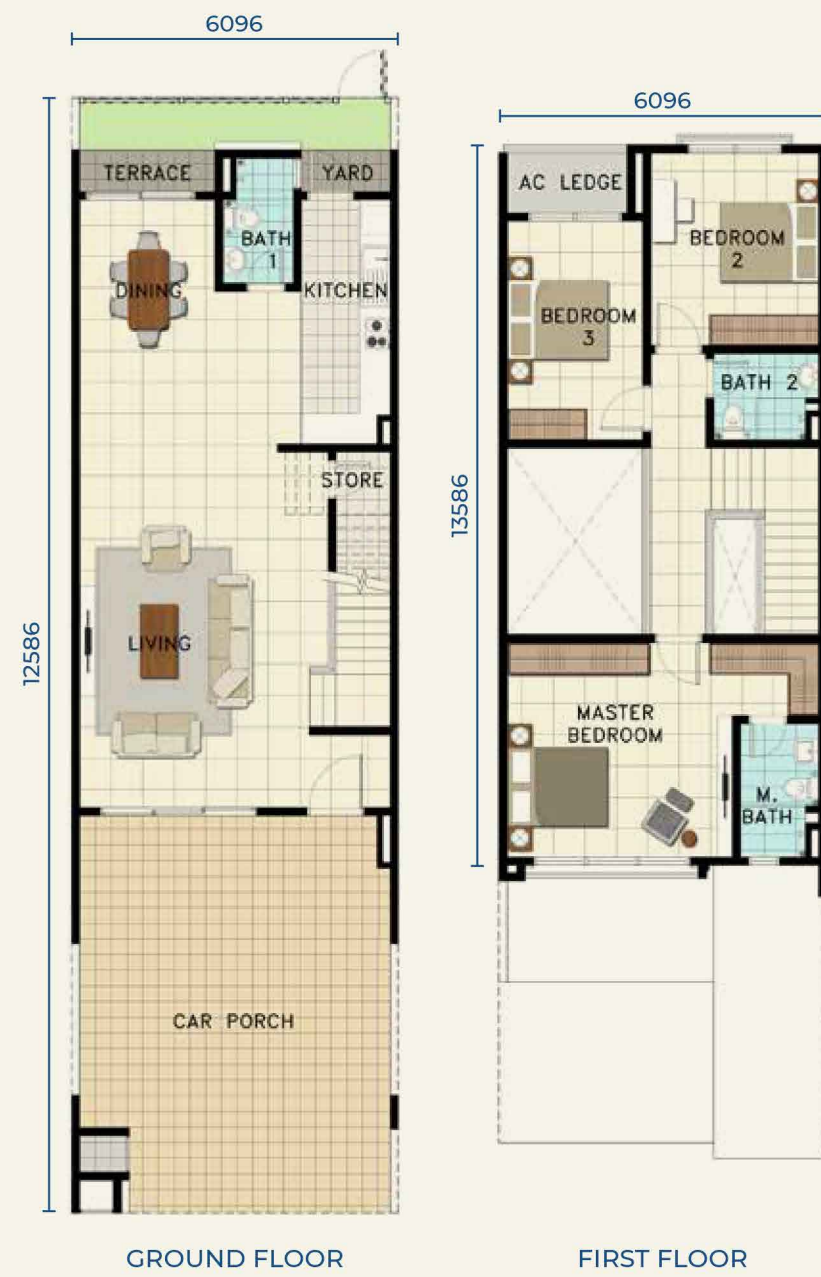 6096
TERRACE
YARD
BATH
1
DINING
KITCHEN
STORE
LIVING
12586
CAR PORCH
GROUND FLOOR
6096
AC LEDGE
BEDROOM
2
BEDROOM
3
BATH 2
13586
MASTER
BEDROOM
M.
BATH
FIRST FLOOR